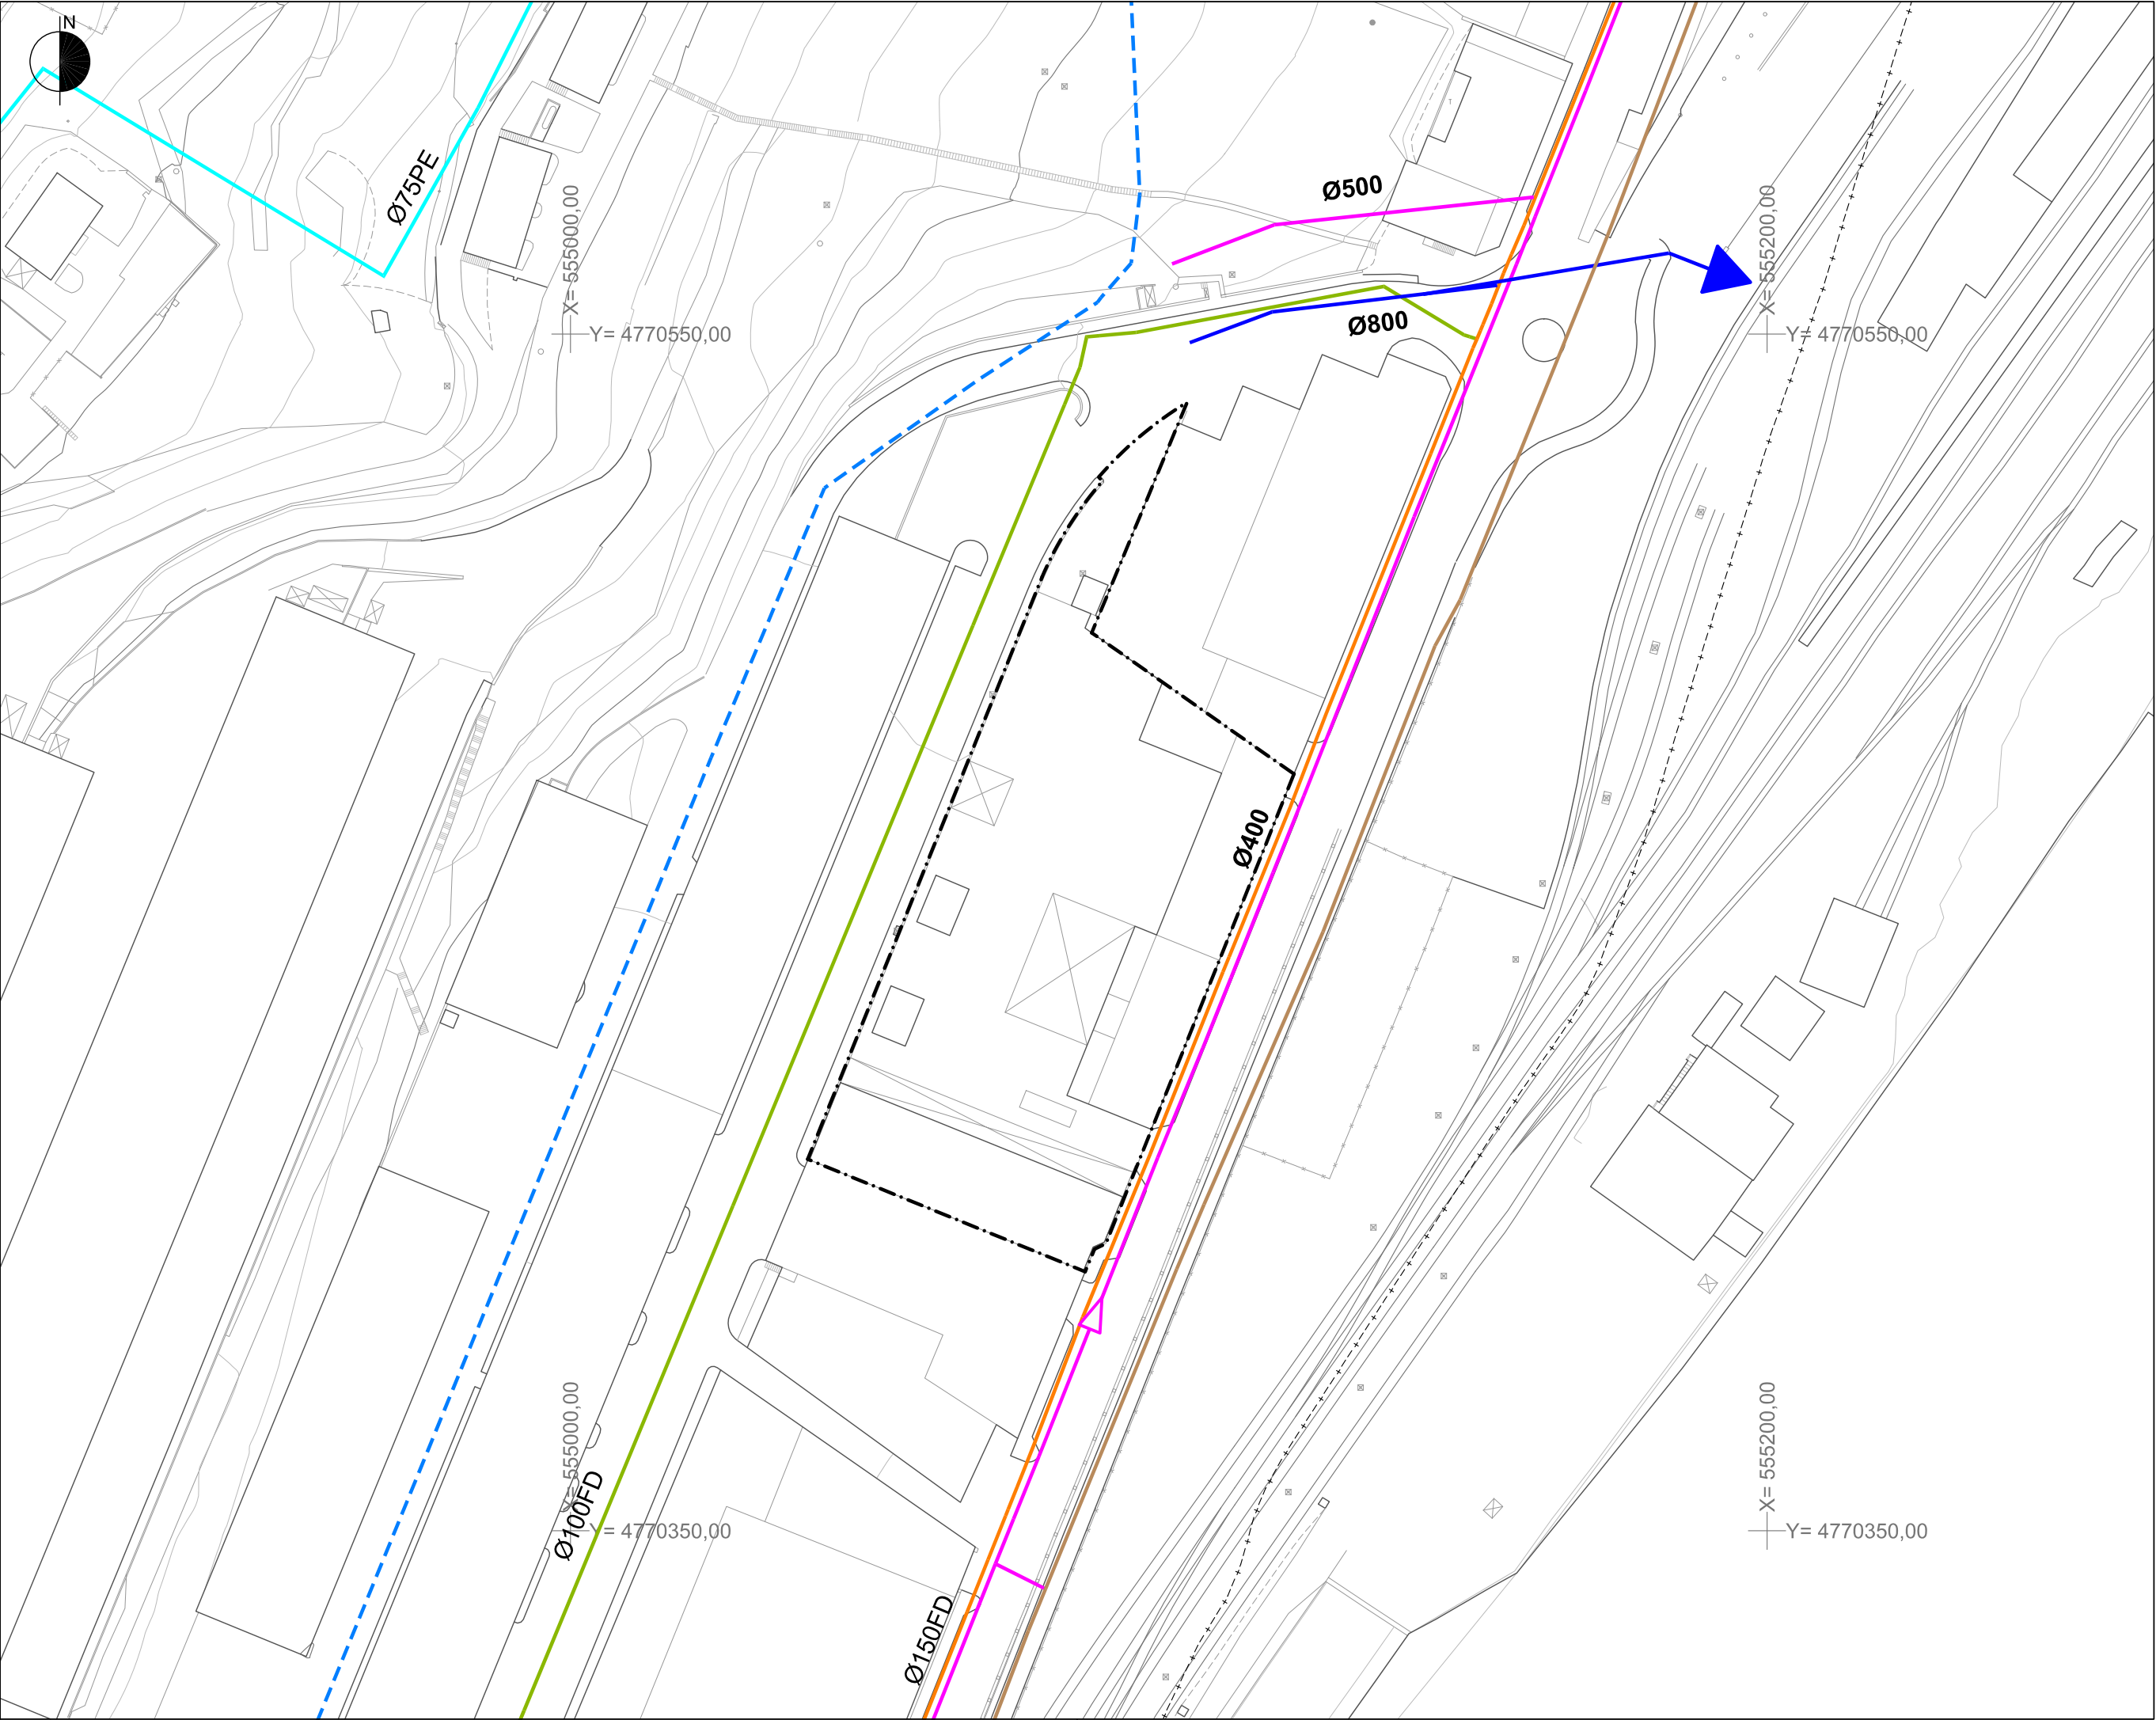 N
Ø75PE
Ø500
X= 555000,00
Y= 4770550,00
Ø800
X= 555200,00
Y= 4770550,00
T
Ø400
X= 555000,00
Y= 4770350,00
Ø100FD
X= 555200,00
Y= 4770350,00
Ø150FD